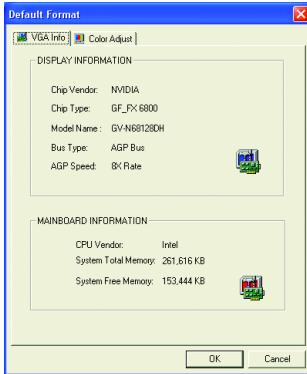 Default Format
VGA Info
Color Adjust
DISPLAY INFORMATION
Chip Vendor: NVIDIA
Chip Type: GF_FX 6800
Model Name : GV-N68128DH
Bus Type: AGP Bus
AGP Speed: 8X Rate
MAINBOARD INFORMATION
CPU Vendor: Intel
System Total Memory: 261,616 KB
System Free Memory: 153,444 KB
OK
Cancel